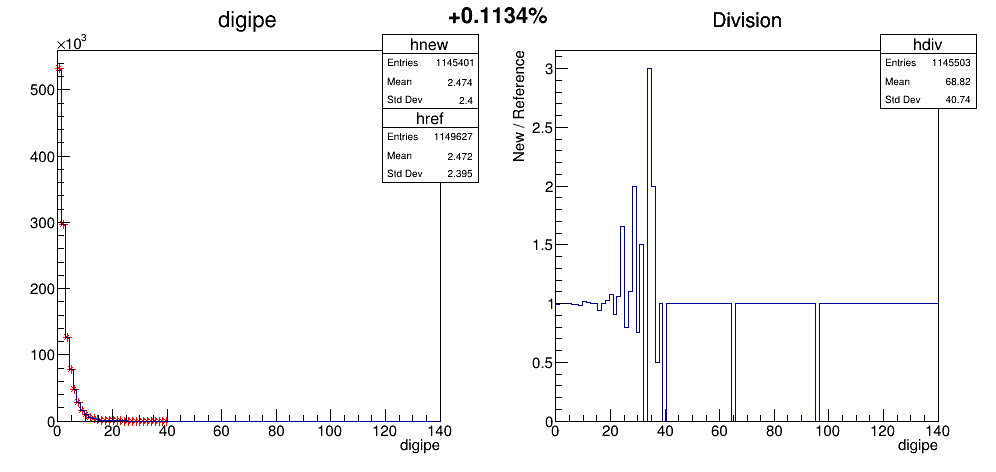 +0.1134%
digipe
×10³
hnew
Entries 1145401
Mean 2.474
Std Dev 2.4
href
Entries 1149627
Mean 2.472
Std Dev 2.395
500
400
300
200
100
0
0 20 40 60 80 100 120 140
digipe
Division
hdiv
Entries 1145503
Mean 68.82
Std Dev 40.74
New / Reference
3
2.5
2
1.5
1
0.5
0
0 20 40 60 80 100 120 140
digipe